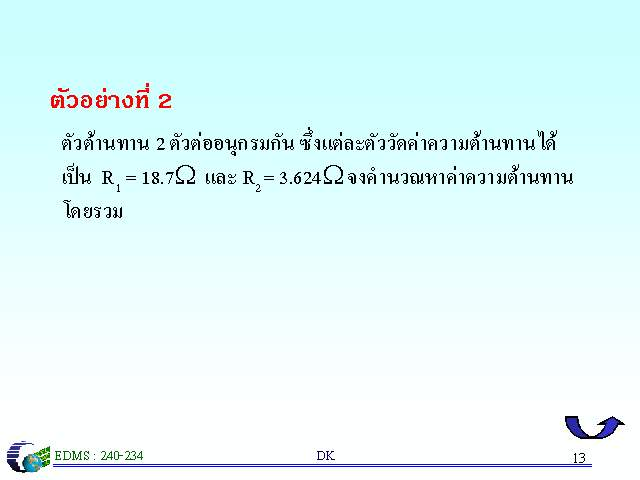 ตัวอย่างที่ 2
ตัวต้านทาน 2 ตัวต่ออนุกรมกัน ซึ่งแต่ละตัววัดค่าความต้านทานได้
เป็น R1 = 18.7Ω และ R2 = 3.624Ω จงคำนวณหาค่าความต้านทาน
โดยรวม
EDMS : 240-234 DK 13